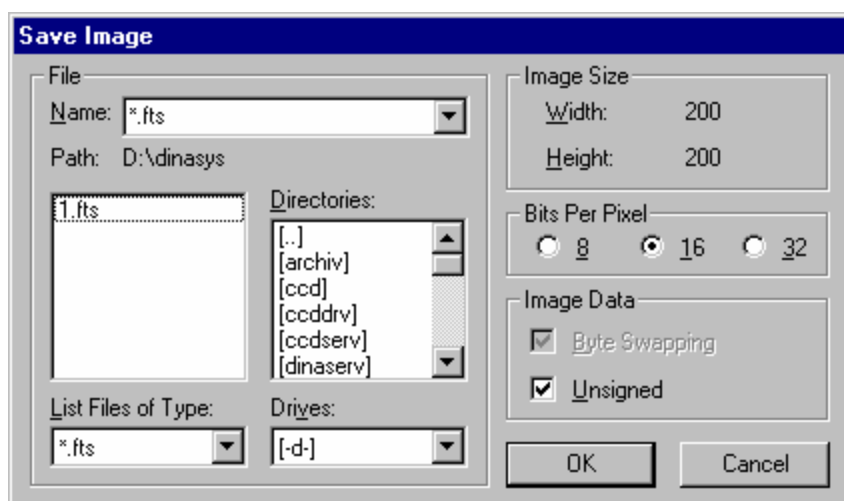 Save Image
File
Name: *.fts
Path: D:\dinasys
1.fts
Directories:
[..]
[archiv]
[ccd]
[ccddrv]
[ccdserv]
[dinaserv]
List Files of Type:
*.fts
Drives:
[-d-]
Image Size
Width: 200
Height: 200
Bits Per Pixel
8 16 32
Image Data
Byte Swapping
Unsigned
OK Cancel